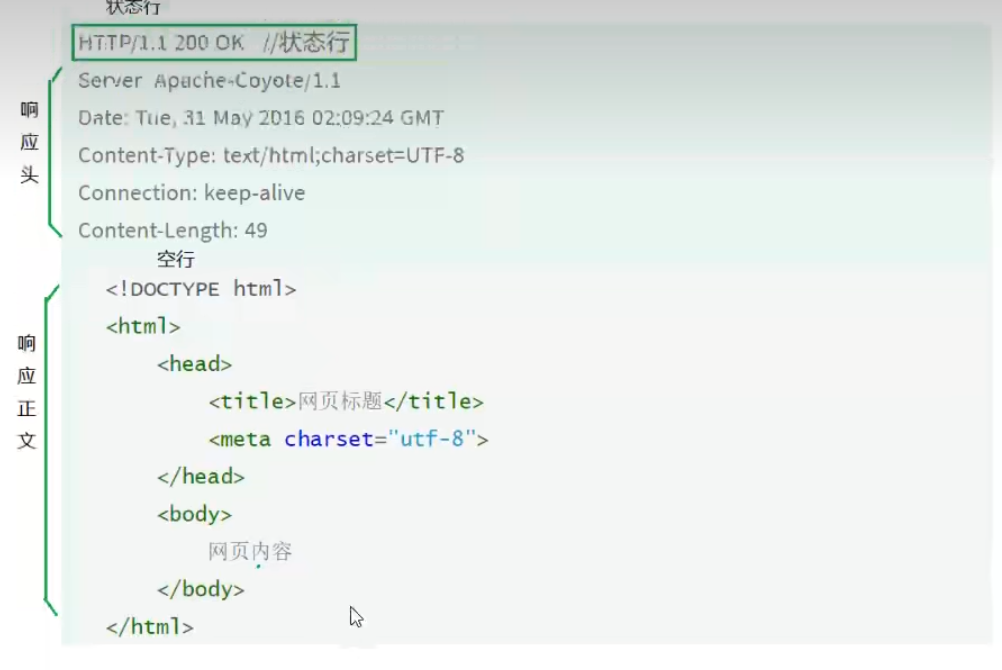 状态行
HTTP/1.1 200 OK //状态行
响应头
Server Apache-Coyote/1.1
Date: Tue, 31 May 2016 02:09:24 GMT
Content-Type: text/html;charset=UTF-8
Connection: keep-alive
Content-Length: 49
空行
响应正文
<!DOCTYPE html>
<html>
<head>
<title>网页标题</title>
<meta charset="utf-8">
</head>
<body>
网页内容
</body>
</html>